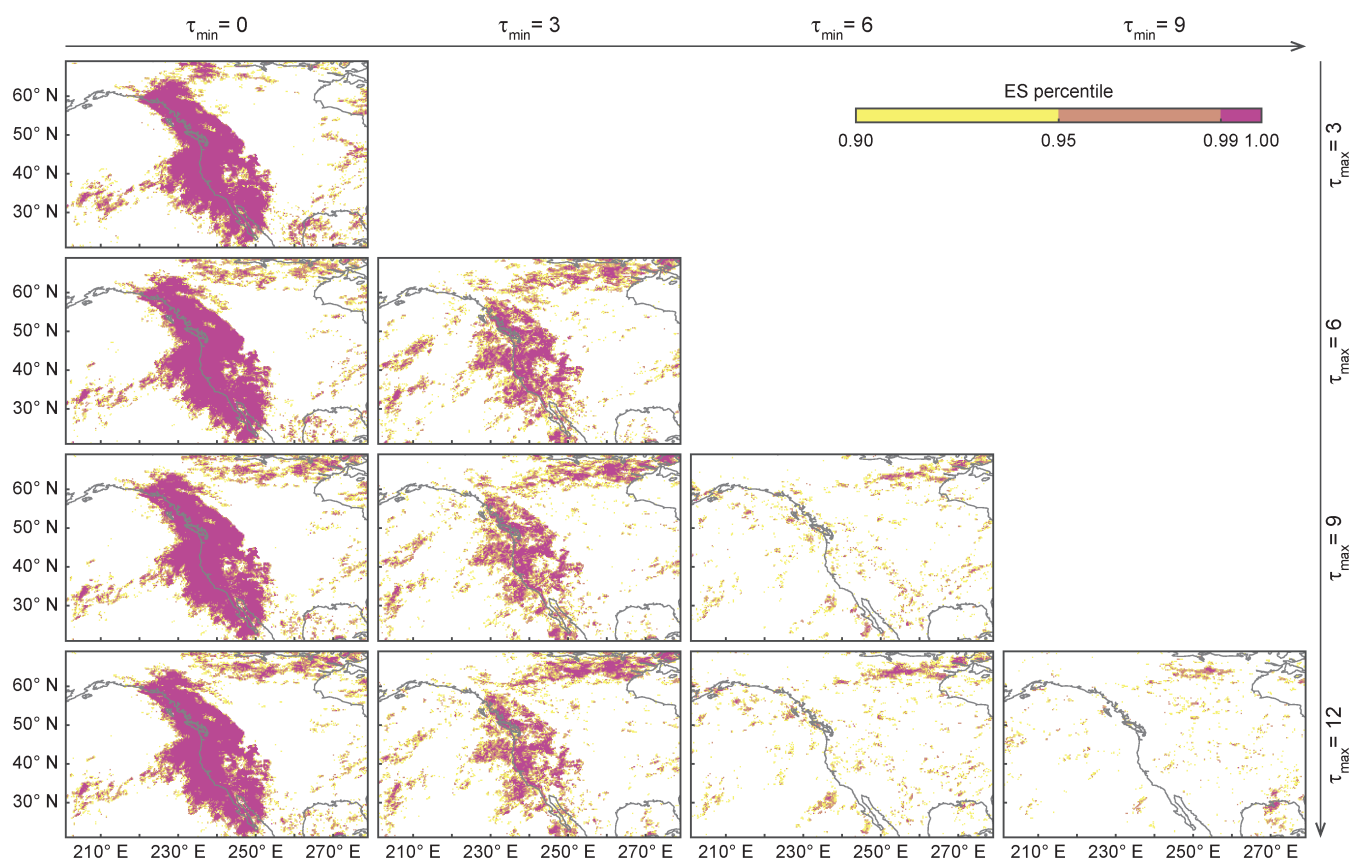 τmin= 0 τmin= 3 τmin= 6 τmin= 9
ES percentile
0.90 0.95 0.99 1.00
60° N
50° N
40° N
30° N
τmax= 3
60° N
50° N
40° N
30° N
τmax= 6
60° N
50° N
40° N
30° N
τmax= 9
60° N
50° N
40° N
30° N
τmax= 12
210° E 230° E 250° E 270° E 210° E 230° E 250° E 270° E 210° E 230° E 250° E 270° E 210° E 230° E 250° E 270° E